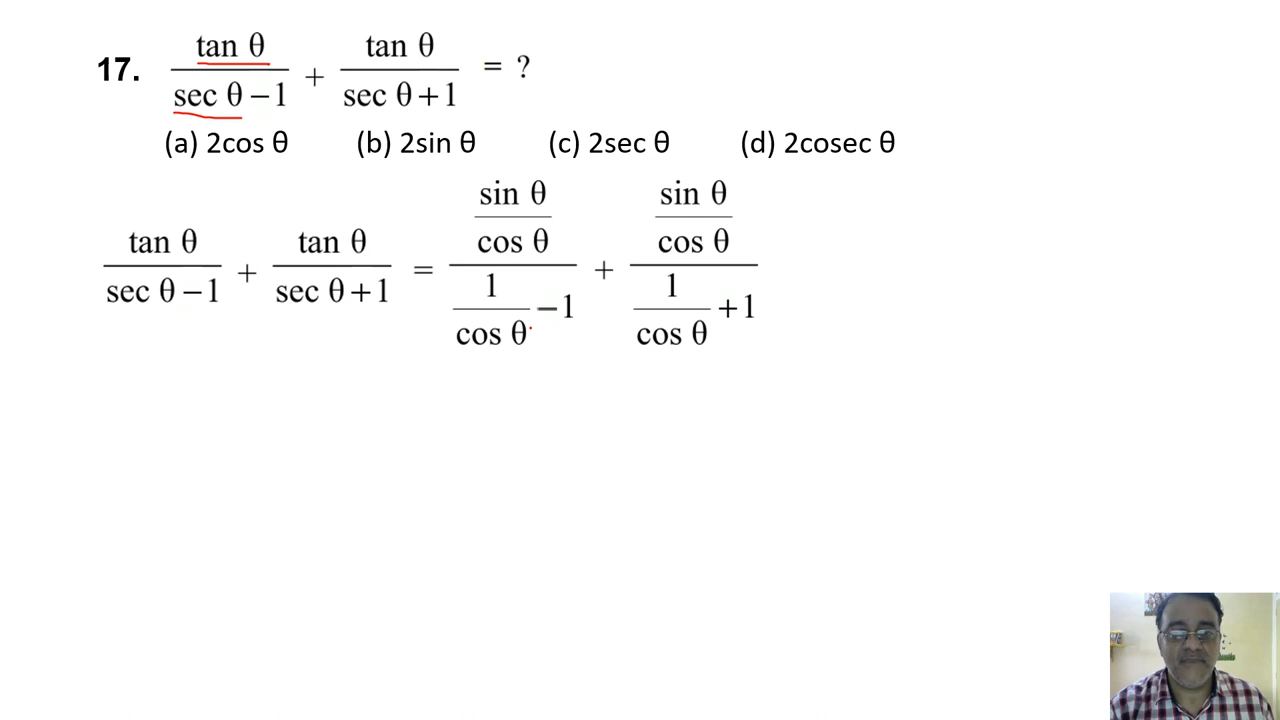 17. tan θ / (sec θ − 1) + tan θ / (sec θ + 1) = ?
(a) 2cos θ (b) 2sin θ (c) 2sec θ (d) 2cosec θ
tan θ / (sec θ − 1) + tan θ / (sec θ + 1) = (sin θ / cos θ) / (1 / cos θ − 1) + (sin θ / cos θ) / (1 / cos θ + 1)